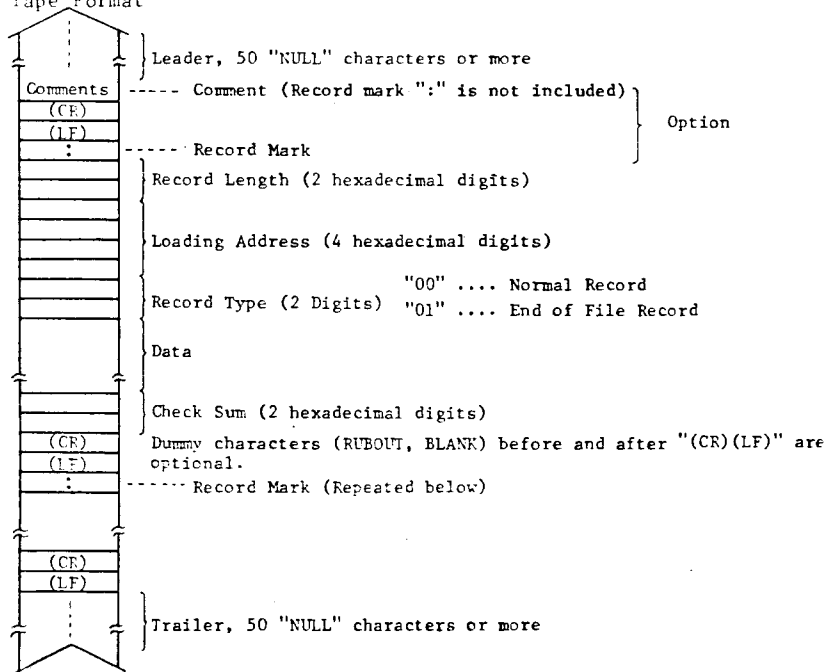 Tape Format
Leader, 50 "NULL" characters or more
Comments ----- Comment (Record mark ":" is not included)
(CR)
Option
(LF)
: ------ Record Mark
Record Length (2 hexadecimal digits)
Loading Address (4 hexadecimal digits)
"00" .... Normal Record
Record Type (2 Digits)
"01" .... End of File Record
Data
Check Sum (2 hexadecimal digits)
(CR)
Dummy characters (RUBOUT, BLANK) before and after "(CR)(LF)" are
(LF)
optional.
: ------ Record Mark (Repeated below)
(CR)
(LF)
Trailer, 50 "NULL" characters or more